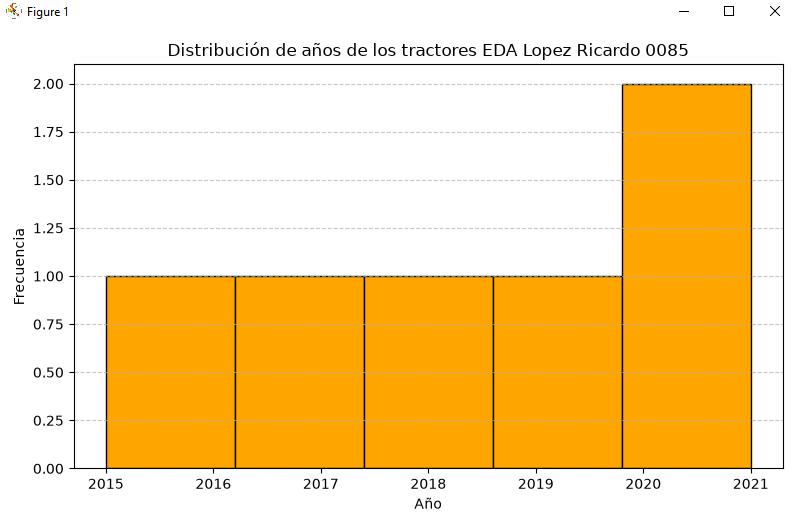 Figure 1
Distribución de años de los tractores EDA Lopez Ricardo 0085
2.00
1.75
1.50
1.25
1.00
0.75
0.50
0.25
0.00
Frecuencia
2015 2016 2017 2018 2019 2020 2021
Año